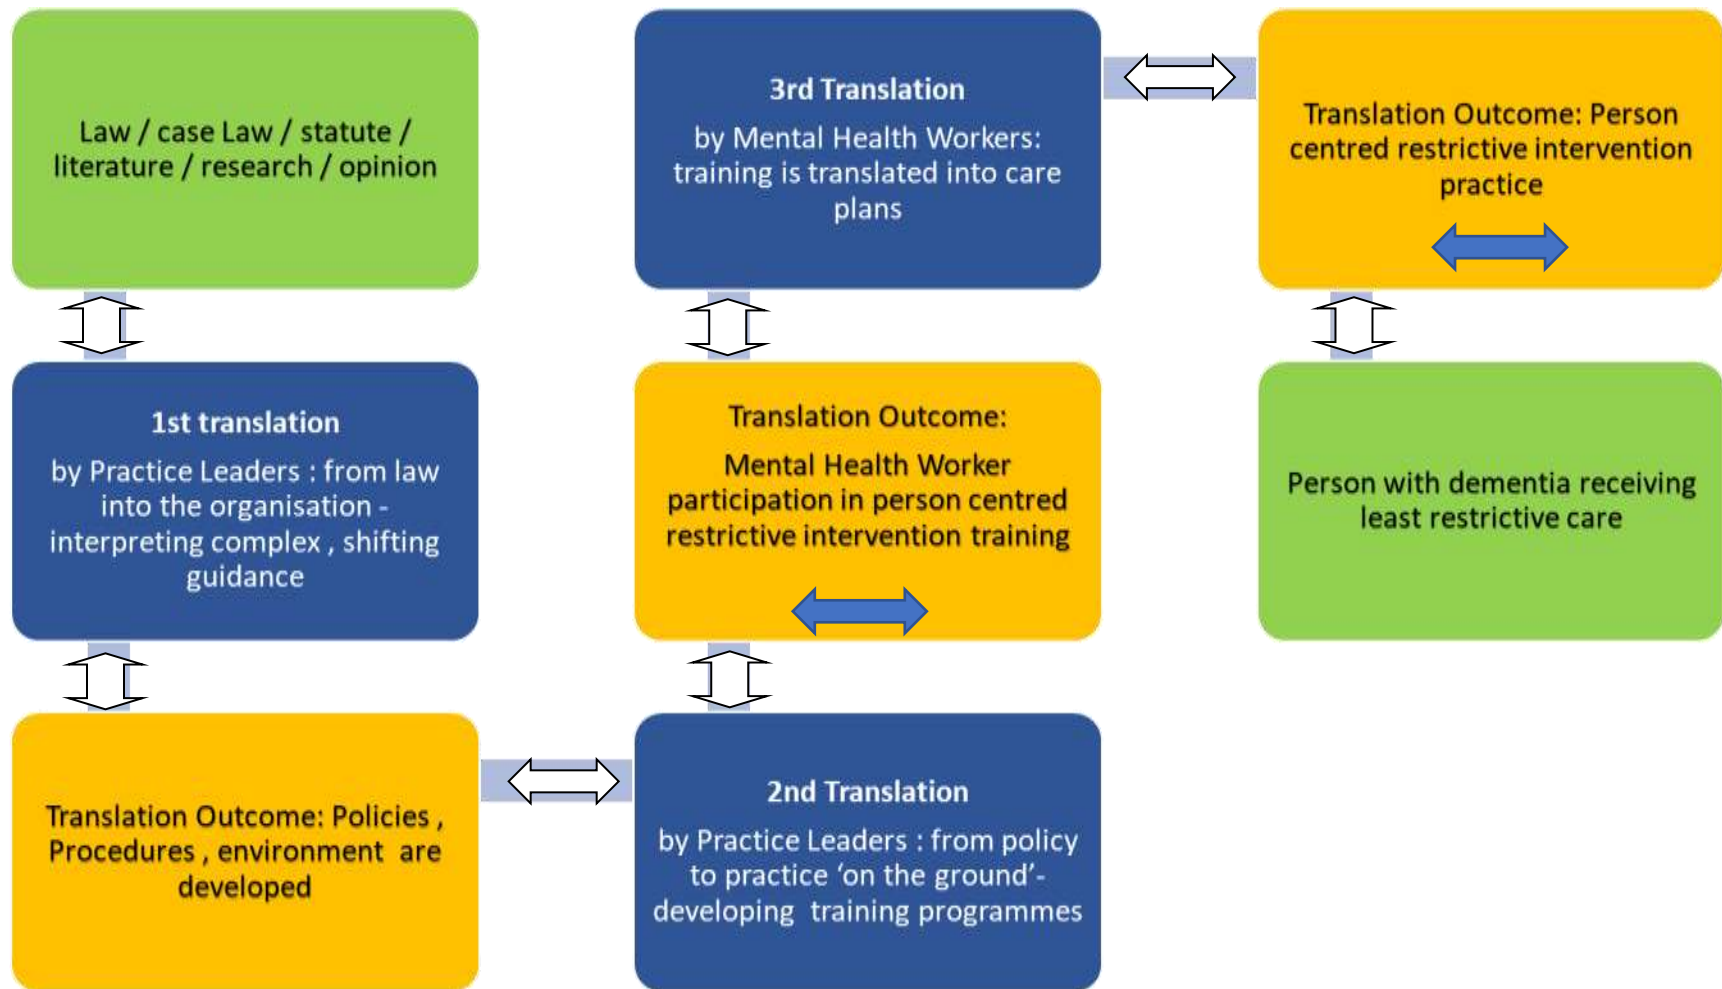 Law / case Law / statute /
literature / research / opinion
1st translation
by Practice Leaders : from law
into the organisation -
interpreting complex , shifting
guidance
Translation Outcome: Policies ,
Procedures , environment  are
developed
2nd Translation
by Practice Leaders : from policy
to practice ‘on the ground’-
developing  training programmes
Translation Outcome:
Mental Health Worker
participation in person centred
restrictive intervention training
3rd Translation
by Mental Health Workers:
training is translated into care
plans
Translation Outcome: Person
centred restrictive intervention
practice
Person with dementia receiving
least restrictive care